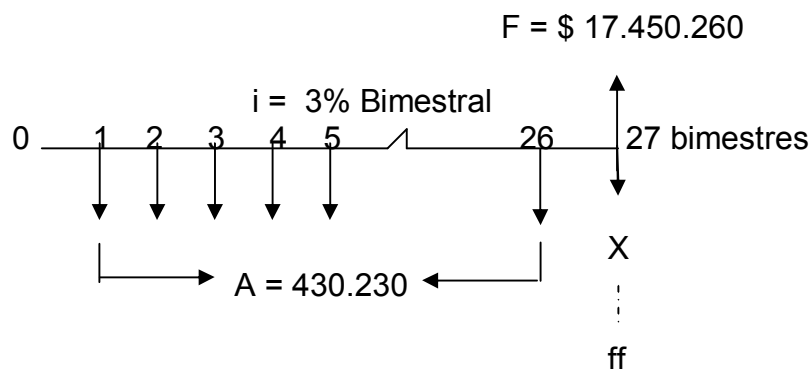 F = $ 17.450.260
i = 3% Bimestral
0 1 2 3 4 5 26 27 bimestres
X
A = 430.230
ff